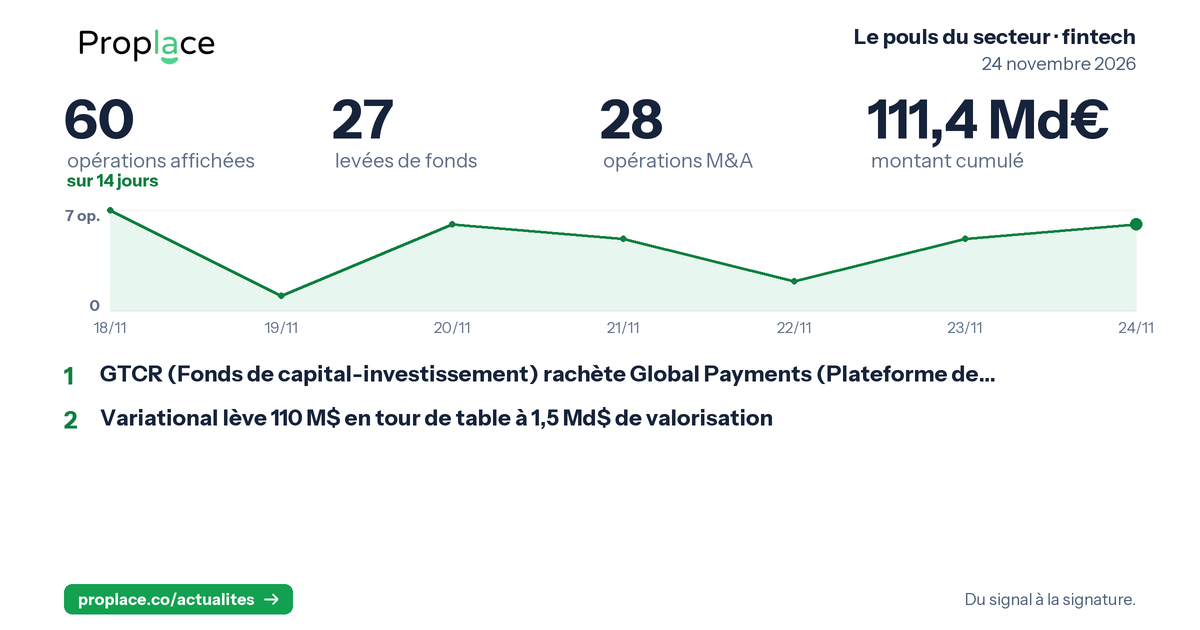 Proplace
Le pouls du secteur · fintech
24 novembre 2026
60
opérations affichées
sur 14 jours
27
levées de fonds
28
opérations M&A
111,4 Md€
montant cumulé
7 op.
0
18/11
19/11
20/11
21/11
22/11
23/11
24/11
1 GTCR (Fonds de capital-investissement) rachète Global Payments (Plateforme de...
2 Variational lève 110 M$ en tour de table à 1,5 Md$ de valorisation
proplace.co/actualites →
Du signal à la signature.